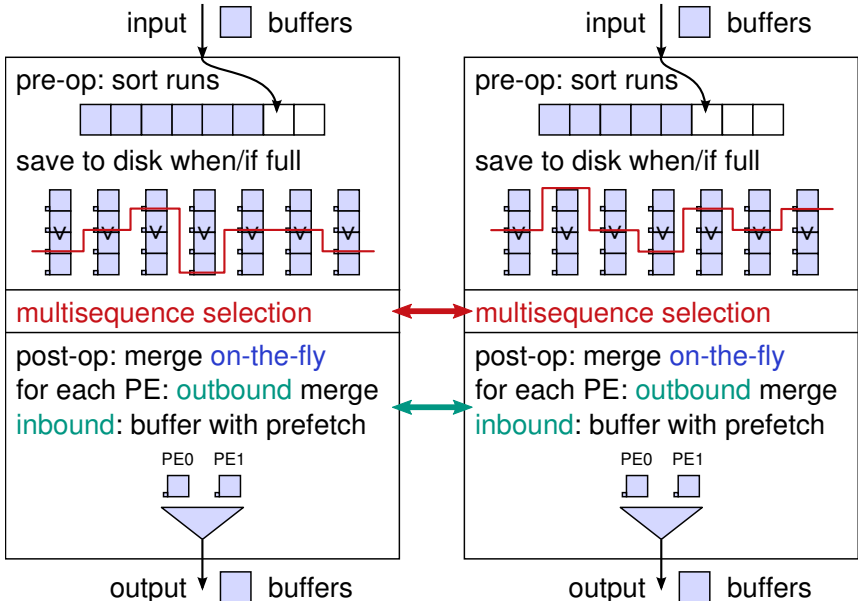 input buffers
pre-op: sort runs
save to disk when/if full
V V V V V V V
multisequence selection
post-op: merge on-the-fly
for each PE: outbound merge
inbound: buffer with prefetch
PE0 PE1
output buffers
input buffers
pre-op: sort runs
save to disk when/if full
V V V V V V V
multisequence selection
post-op: merge on-the-fly
for each PE: outbound merge
inbound: buffer with prefetch
PE0 PE1
output buffers